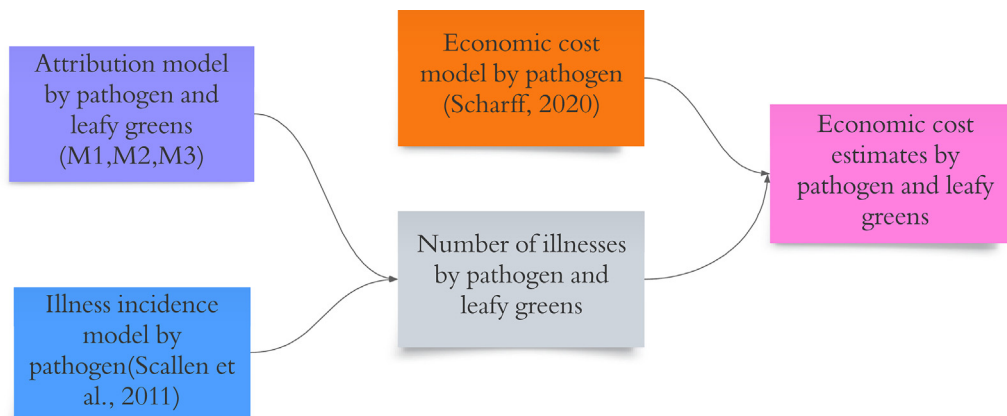 Attribution model
by pathogen and
leafy greens
(M1,M2,M3)
Illness incidence
model by
pathogen(Scallen et
al., 2011)
Economic cost
model by pathogen
(Scharff, 2020)
Number of illnesses
by pathogen and
leafy greens
Economic cost
estimates by
pathogen and leafy
greens